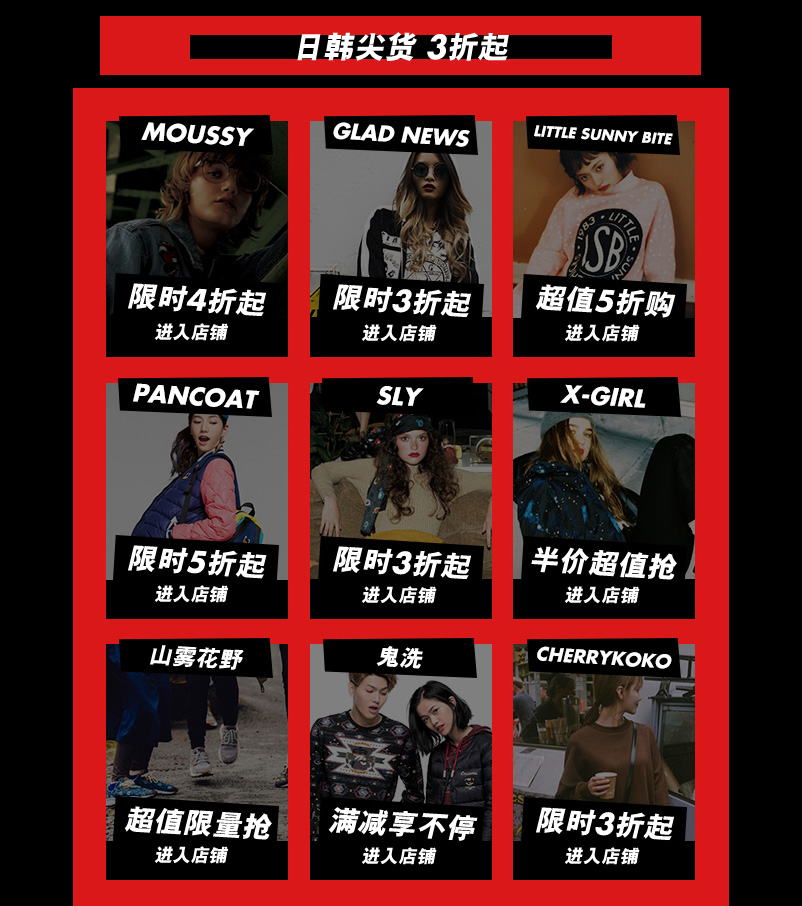 日韩尖货 3折起
MOUSSY
限时4折起
进入店铺
GLAD NEWS
限时3折起
进入店铺
LITTLE SUNNY BITE
1983 • LITTLE • SUN
SB
超值5折购
进入店铺
PANCOAT
限时5折起
进入店铺
SLY
限时3折起
进入店铺
X-GIRL
半价超值抢
进入店铺
山雾花野
超值限量抢
进入店铺
鬼洗
满减享不停
进入店铺
CHERRYKOKO
限时3折起
进入店铺